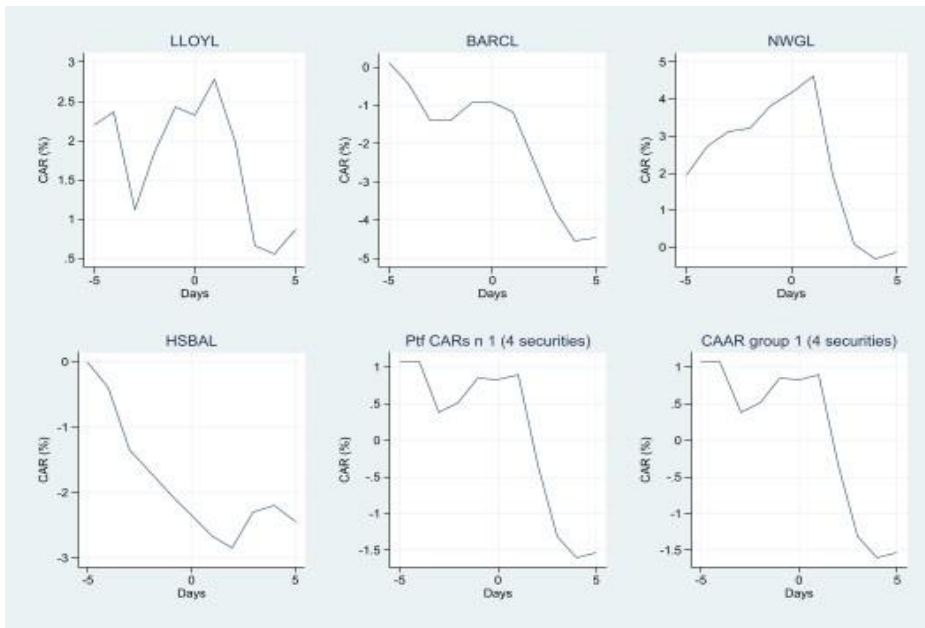 LLOYL
CAR (%)
3
2.5
2
1.5
1
.5
-5
0
5
Days
BARCL
CAR (%)
0
-1
-2
-3
-4
-5
-5
0
5
Days
NWGL
CAR (%)
5
4
3
2
1
0
-5
0
5
Days
HSBAL
CAR (%)
0
-1
-2
-3
-5
0
5
Days
Ptf CARs n 1 (4 securities)
CAR (%)
1
.5
0
-.5
-1
-1.5
-5
0
5
Days
CAAR group 1 (4 securities)
CAR (%)
1
.5
0
-.5
-1
-1.5
-5
0
5
Days